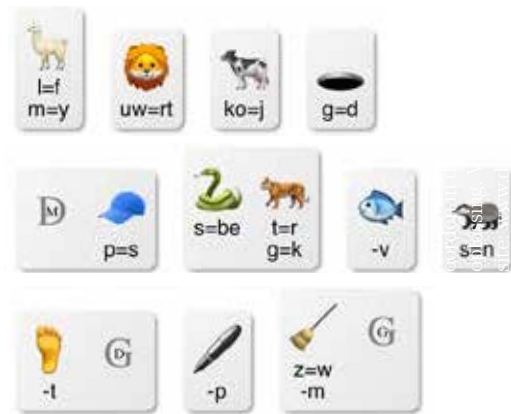 l=f
m=y
uw=rt
ko=j
g=d
D
M
p=s
s=be
t=r
g=k
-v
s=n
-t
G
D
-p
z=w
-m
G
G